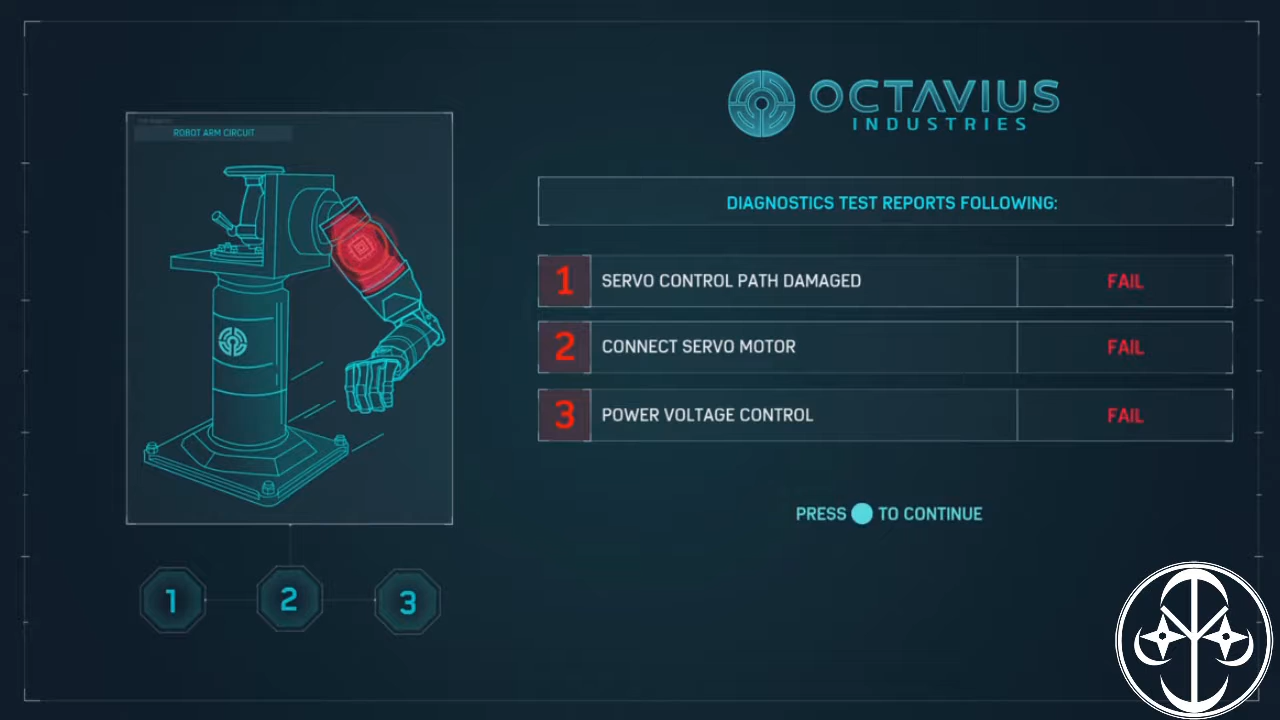 OCTAVIUS
INDUSTRIES
ROBOT ARM CIRCUIT
DIAGNOSTICS TEST REPORTS FOLLOWING:
1 SERVO CONTROL PATH DAMAGED FAIL
2 CONNECT SERVO MOTOR FAIL
3 POWER VOLTAGE CONTROL FAIL
PRESS TO CONTINUE
1 2 3